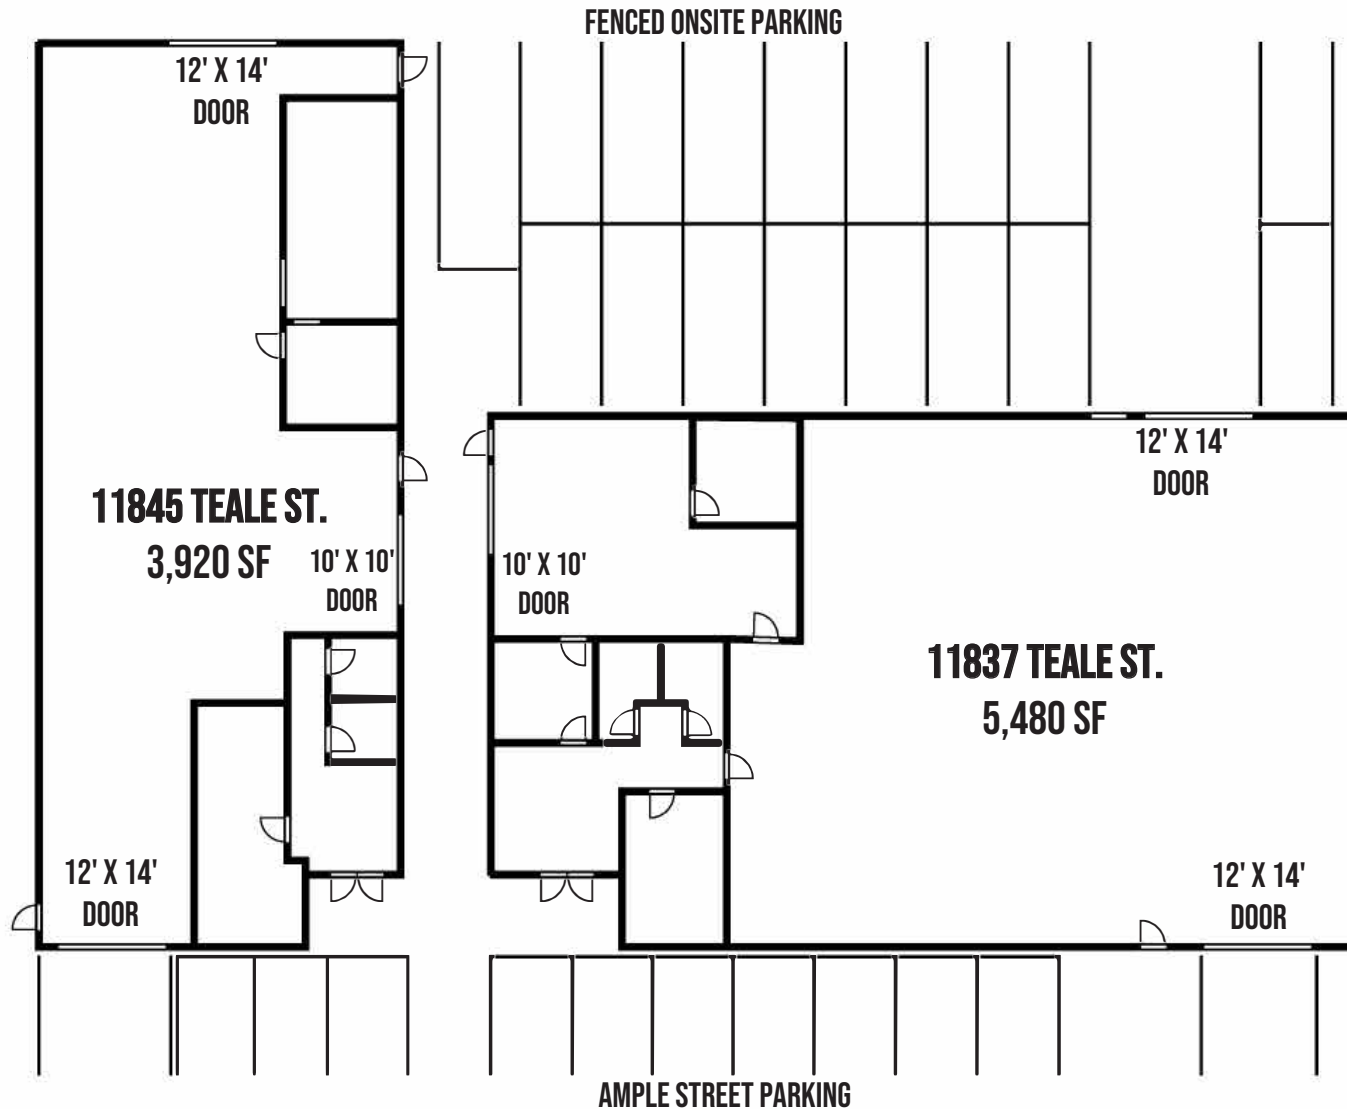 FENCED ONSITE PARKING
12' X 14'
DOOR
11845 TEALE ST.
3,920 SF
10' X 10'
DOOR
12' X 14'
DOOR
10' X 10'
DOOR
12' X 14'
DOOR
11837 TEALE ST.
5,480 SF
12' X 14'
DOOR
AMPLE STREET PARKING